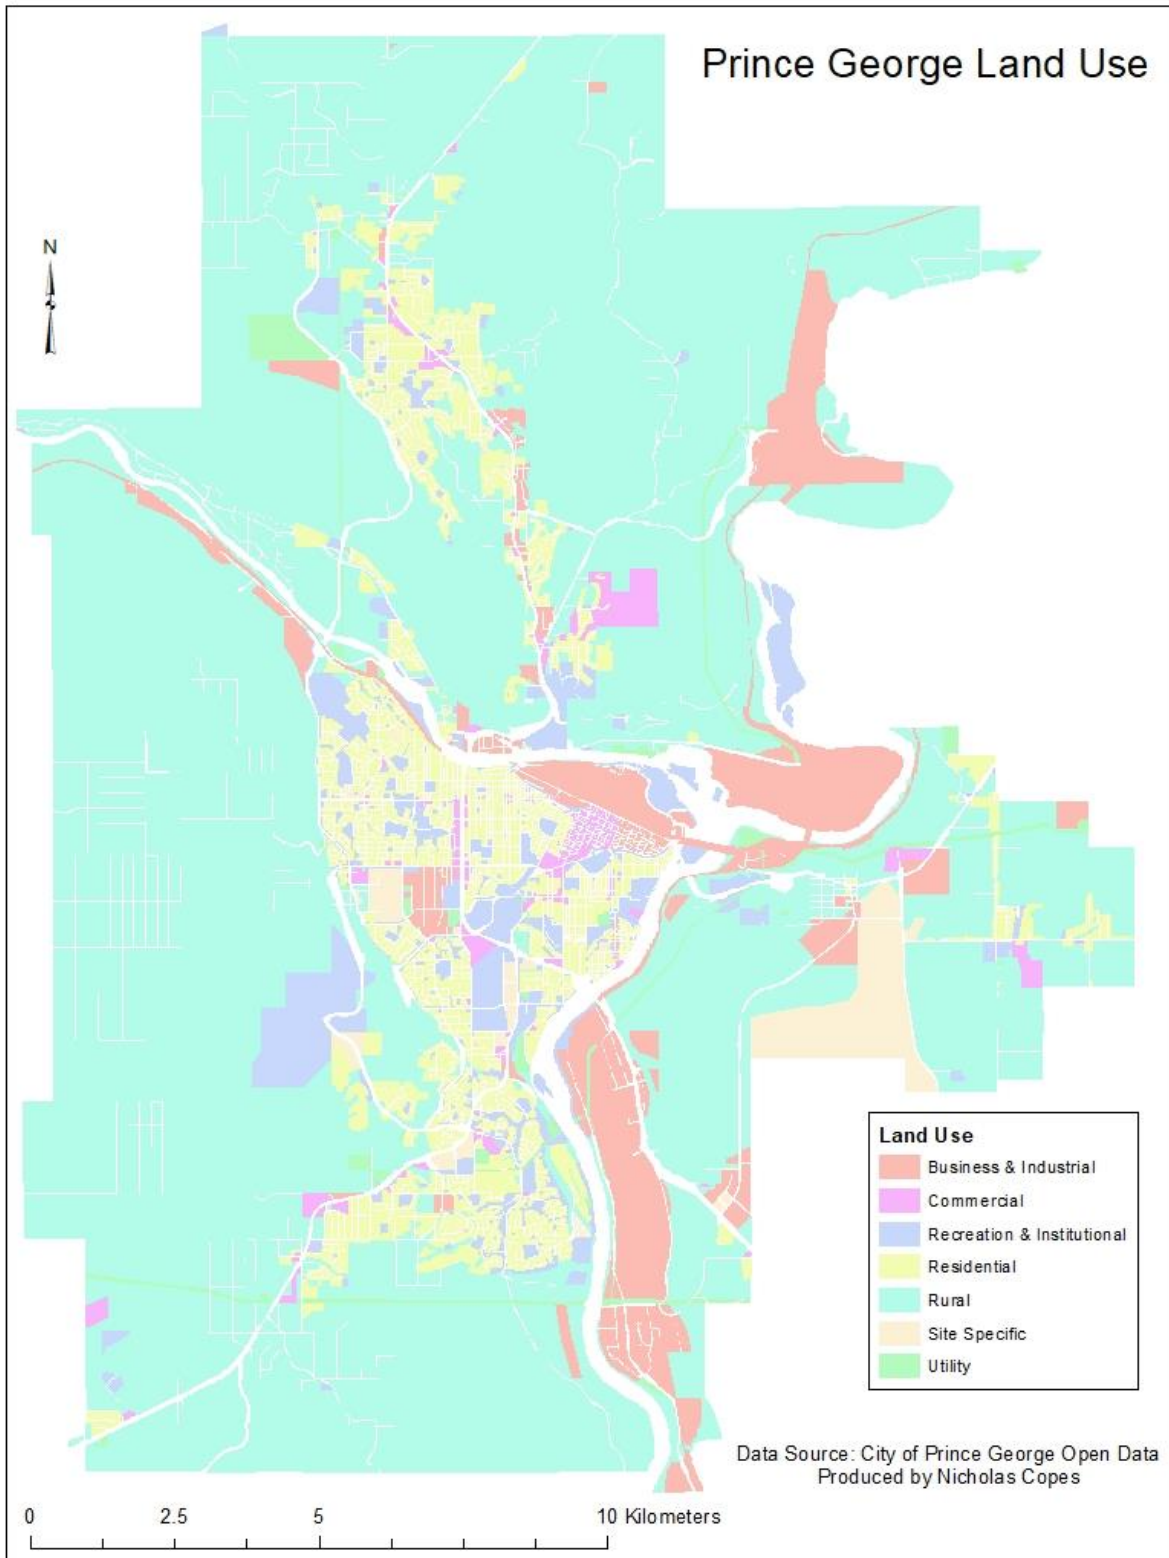 Prince George Land Use
N
Land Use
Business & Industrial
Commercial
Recreation & Institutional
Residential
Rural
Site Specific
Utility
Data Source: City of Prince George Open Data
Produced by Nicholas Copes
0 2.5 5 10 Kilometers